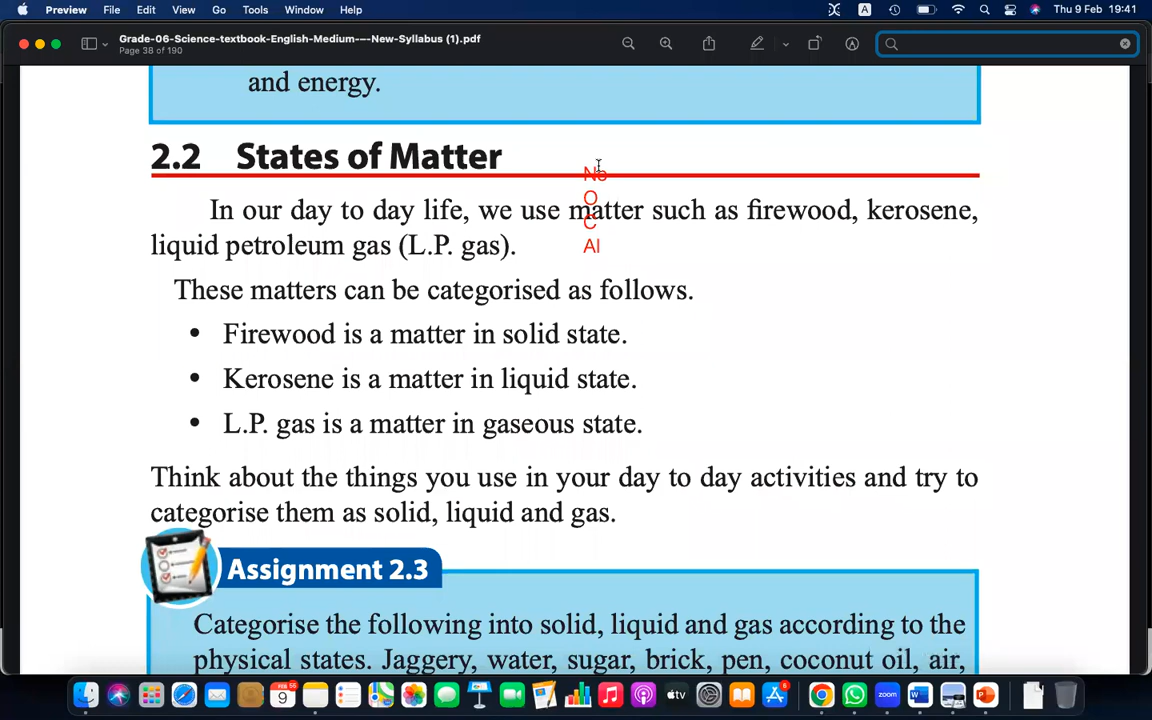 Preview File Edit View Go Tools Window Help A Thu 9 Feb 19:41
Grade-06-Science-textbook-English-Medium----New-Syllabus (1).pdf
Page 38 of 190
and energy.
2.2 States of Matter
No
O
C
Al
In our day to day life, we use matter such as firewood, kerosene,
liquid petroleum gas (L.P. gas).
These matters can be categorised as follows.
• Firewood is a matter in solid state.
• Kerosene is a matter in liquid state.
• L.P. gas is a matter in gaseous state.
Think about the things you use in your day to day activities and try to
categorise them as solid, liquid and gas.
Assignment 2.3
Categorise the following into solid, liquid and gas according to the
physical states. Jaggery, water, sugar, brick, pen, coconut oil, air,
9
tv
zoom